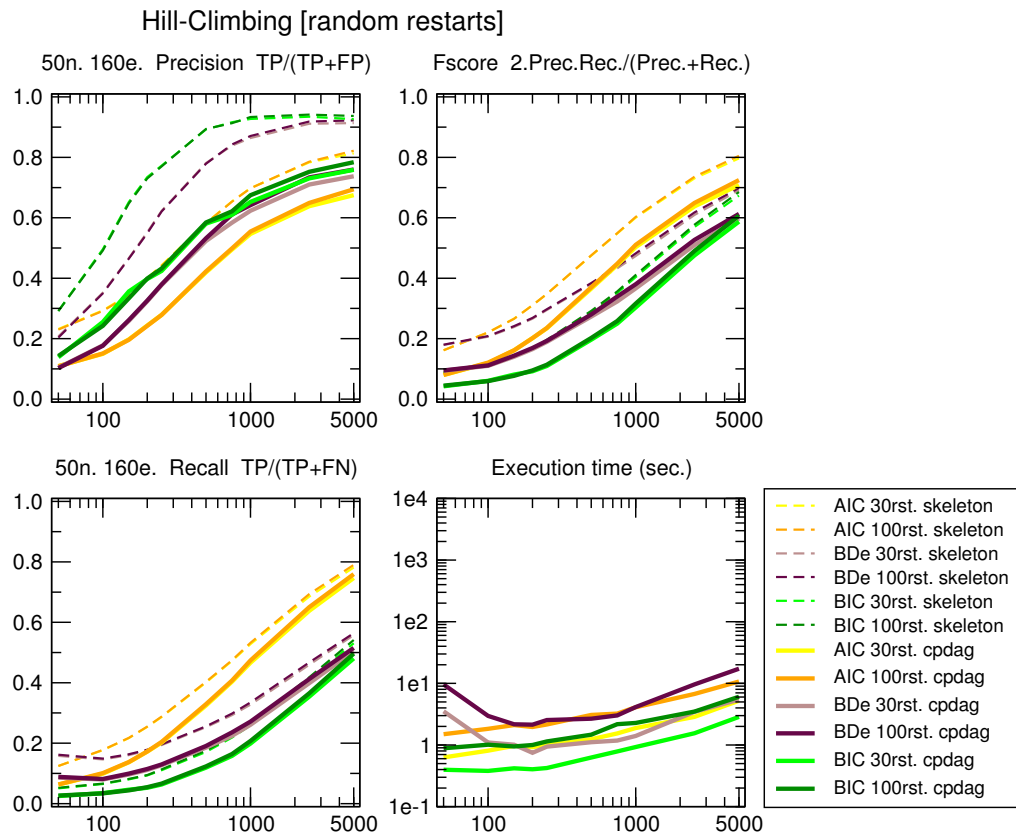 Hill-Climbing [random restarts]
50n. 160e. Precision TP/(TP+FP)
1.0
0.8
0.6
0.4
0.2
0.0
100
1000
5000
Fscore 2.Prec.Rec./(Prec.+Rec.)
1.0
0.8
0.6
0.4
0.2
0.0
100
1000
5000
50n. 160e. Recall TP/(TP+FN)
1.0
0.8
0.6
0.4
0.2
0.0
100
1000
5000
Execution time (sec.)
1e4
1e3
1e2
1e+1
1e+0
1e-1
100
1000
5000
AIC 30rst. skeleton
AIC 100rst. skeleton
BDe 30rst. skeleton
BDe 100rst. skeleton
BIC 30rst. skeleton
BIC 100rst. skeleton
AIC 30rst. cpdag
AIC 100rst. cpdag
BDe 30rst. cpdag
BDe 100rst. cpdag
BIC 30rst. cpdag
BIC 100rst. cpdag